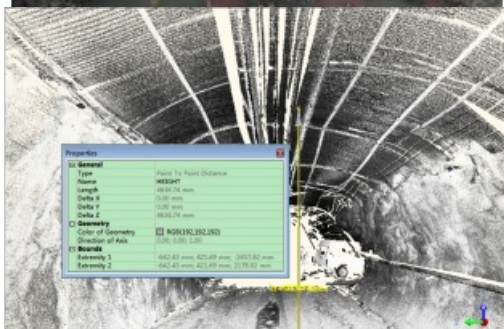 Properties
General
Type Point To Point Distance
Name HEIGHT
Length
Delta X 0.00 mm
Delta Y 0.00 mm
Delta Z
Geometry
Color of Geometry RGB(192,192,192)
Direction of Axis 0.00; 0.00; 1.00
Bounds
Extremity 1
Extremity 2